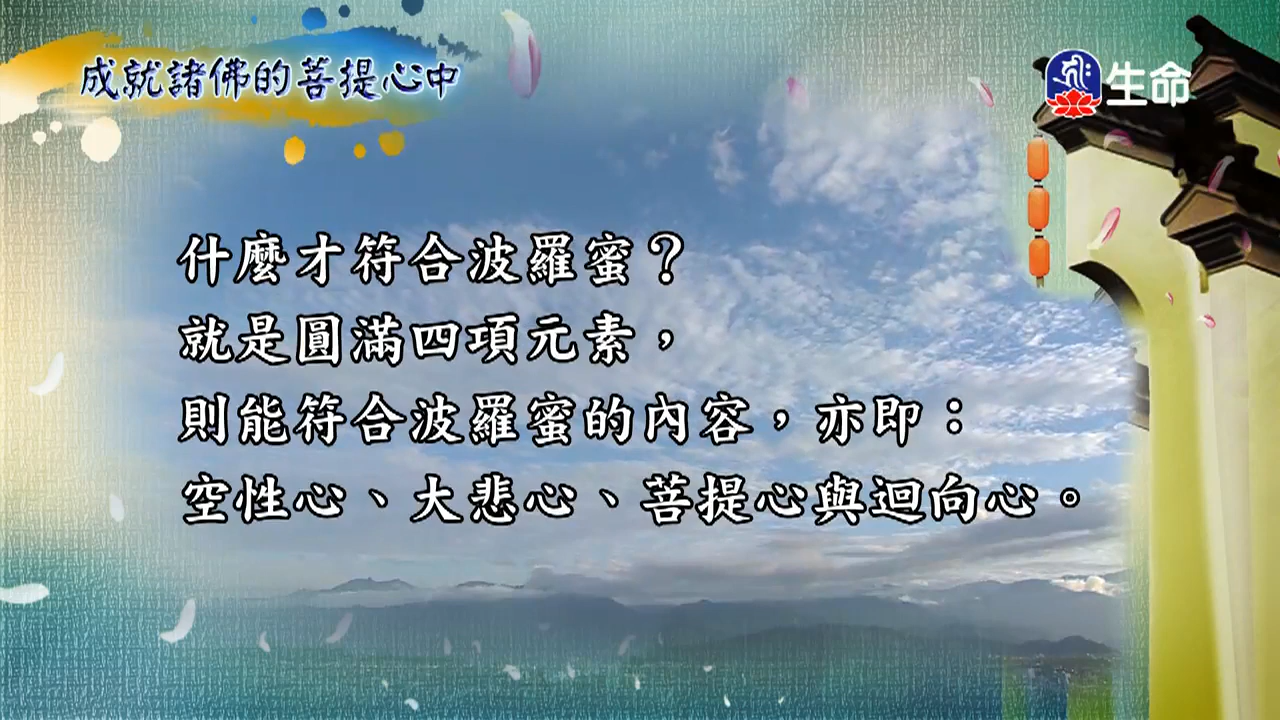 成就諸佛的菩提心中
生命
什麼才符合波羅蜜？
就是圓滿四項元素，
則能符合波羅蜜的內容，亦即：
空性心、大悲心、菩提心與迴向心。